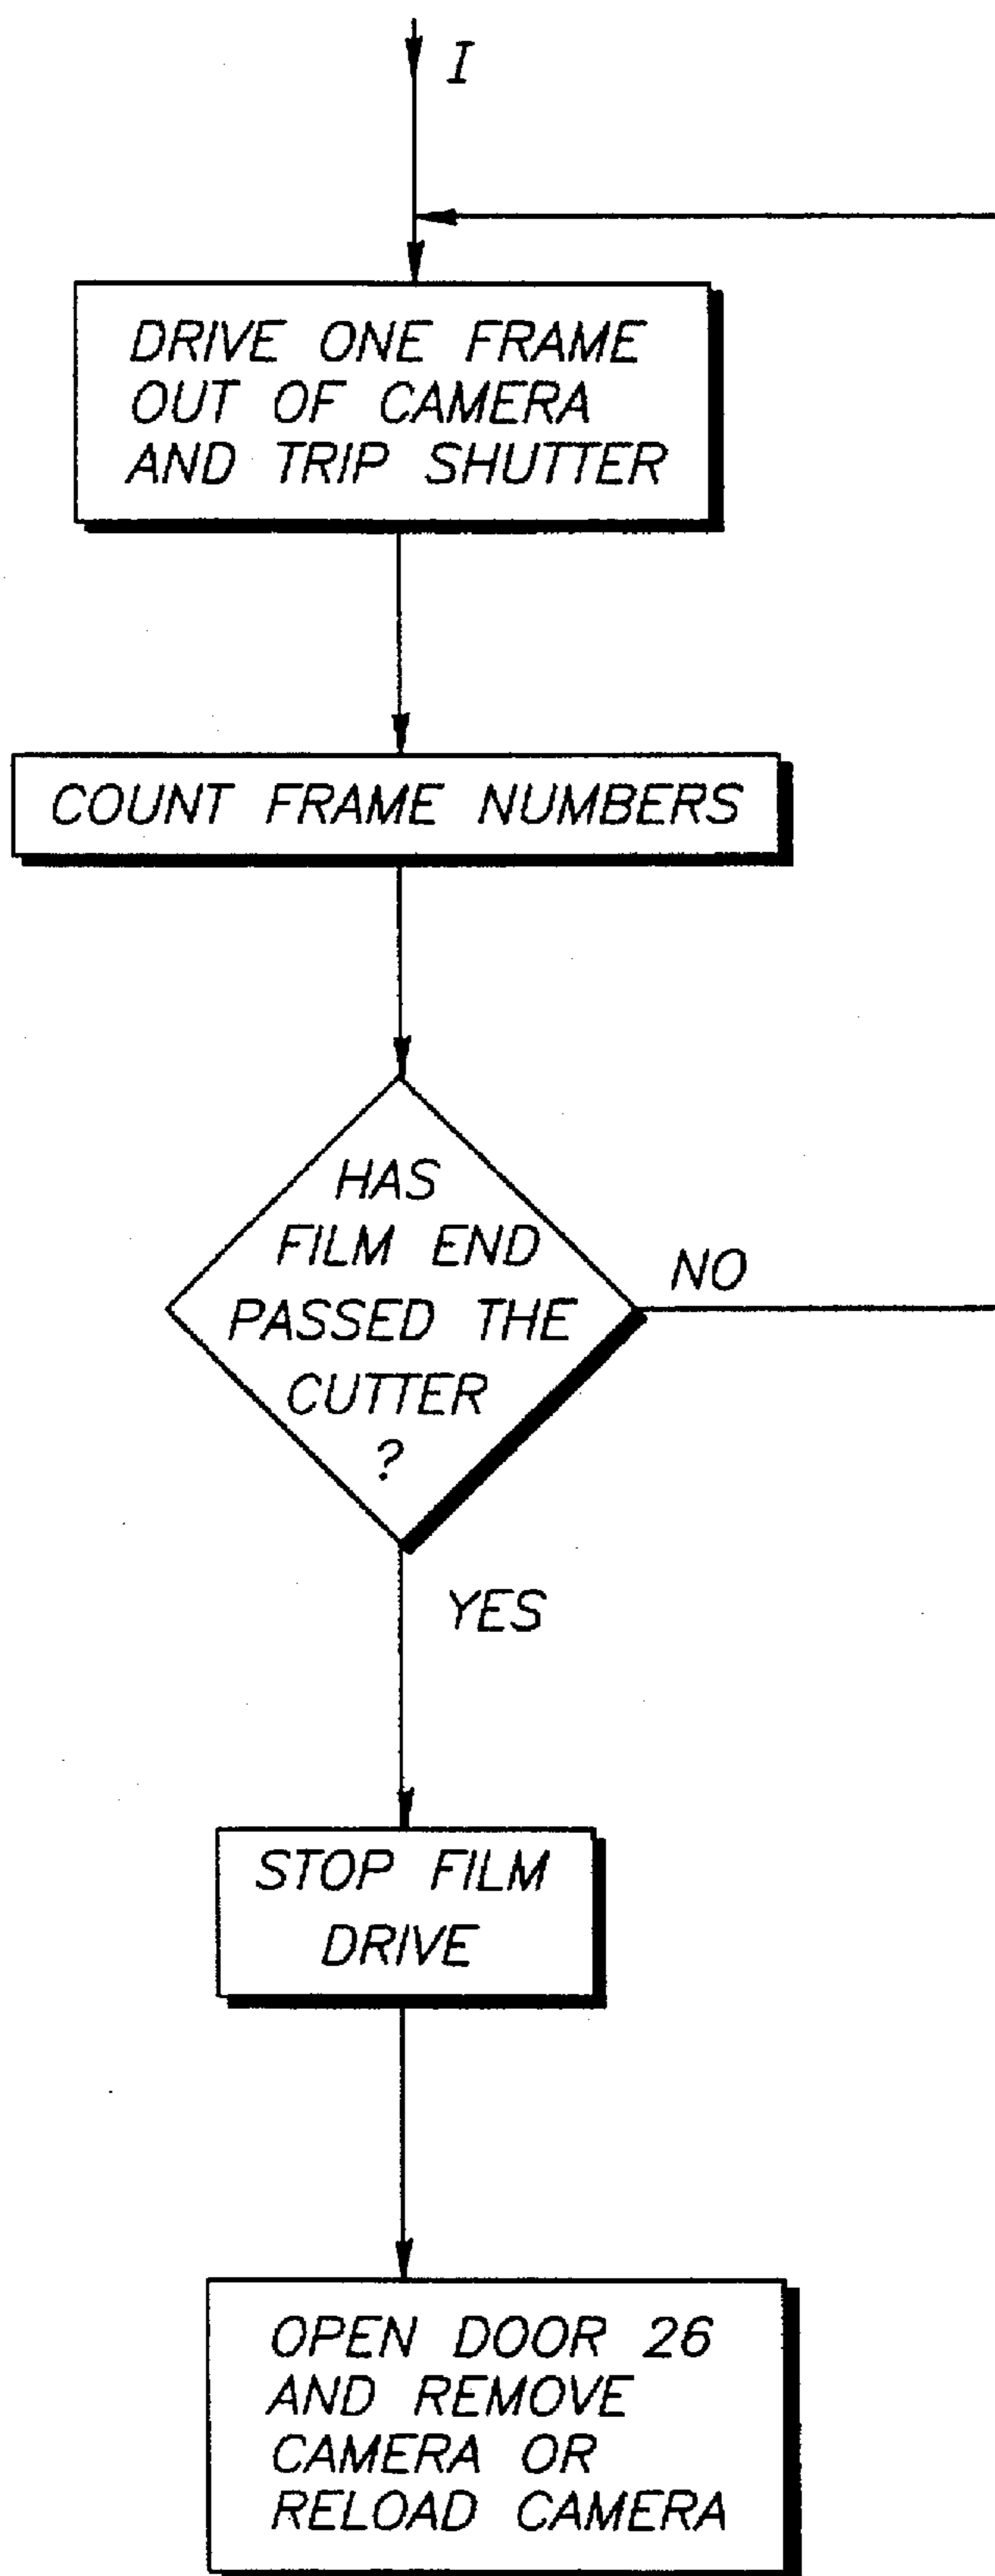 I
DRIVE ONE FRAME
OUT OF CAMERA
AND TRIP SHUTTER
COUNT FRAME NUMBERS
HAS
FILM END
PASSED THE
CUTTER
?
NO
YES
STOP FILM
DRIVE
OPEN DOOR 26
AND REMOVE
CAMERA OR
RELOAD CAMERA